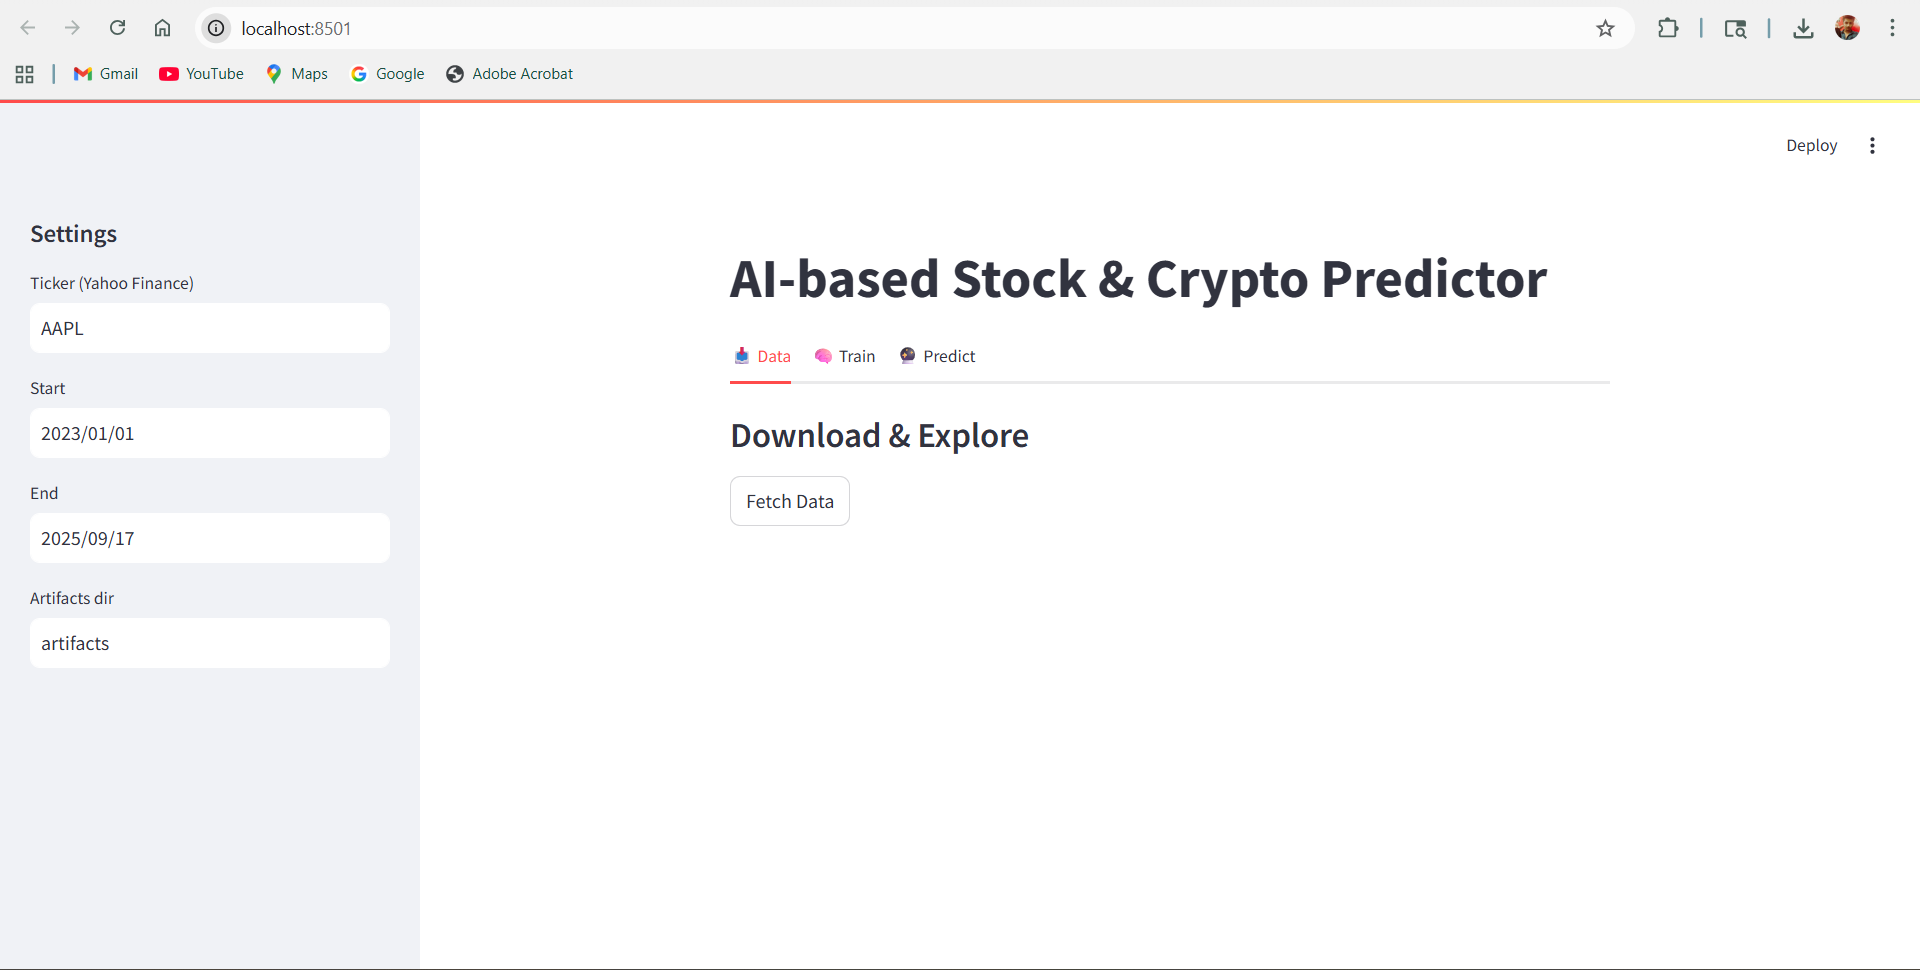 localhost:8501
Gmail
YouTube
Maps
Google
Adobe Acrobat
Deploy
Settings
Ticker (Yahoo Finance)
AAPL
Start
2023/01/01
End
2025/09/17
Artifacts dir
artifacts
AI-based Stock & Crypto Predictor
Data
Train
Predict
Download & Explore
Fetch Data